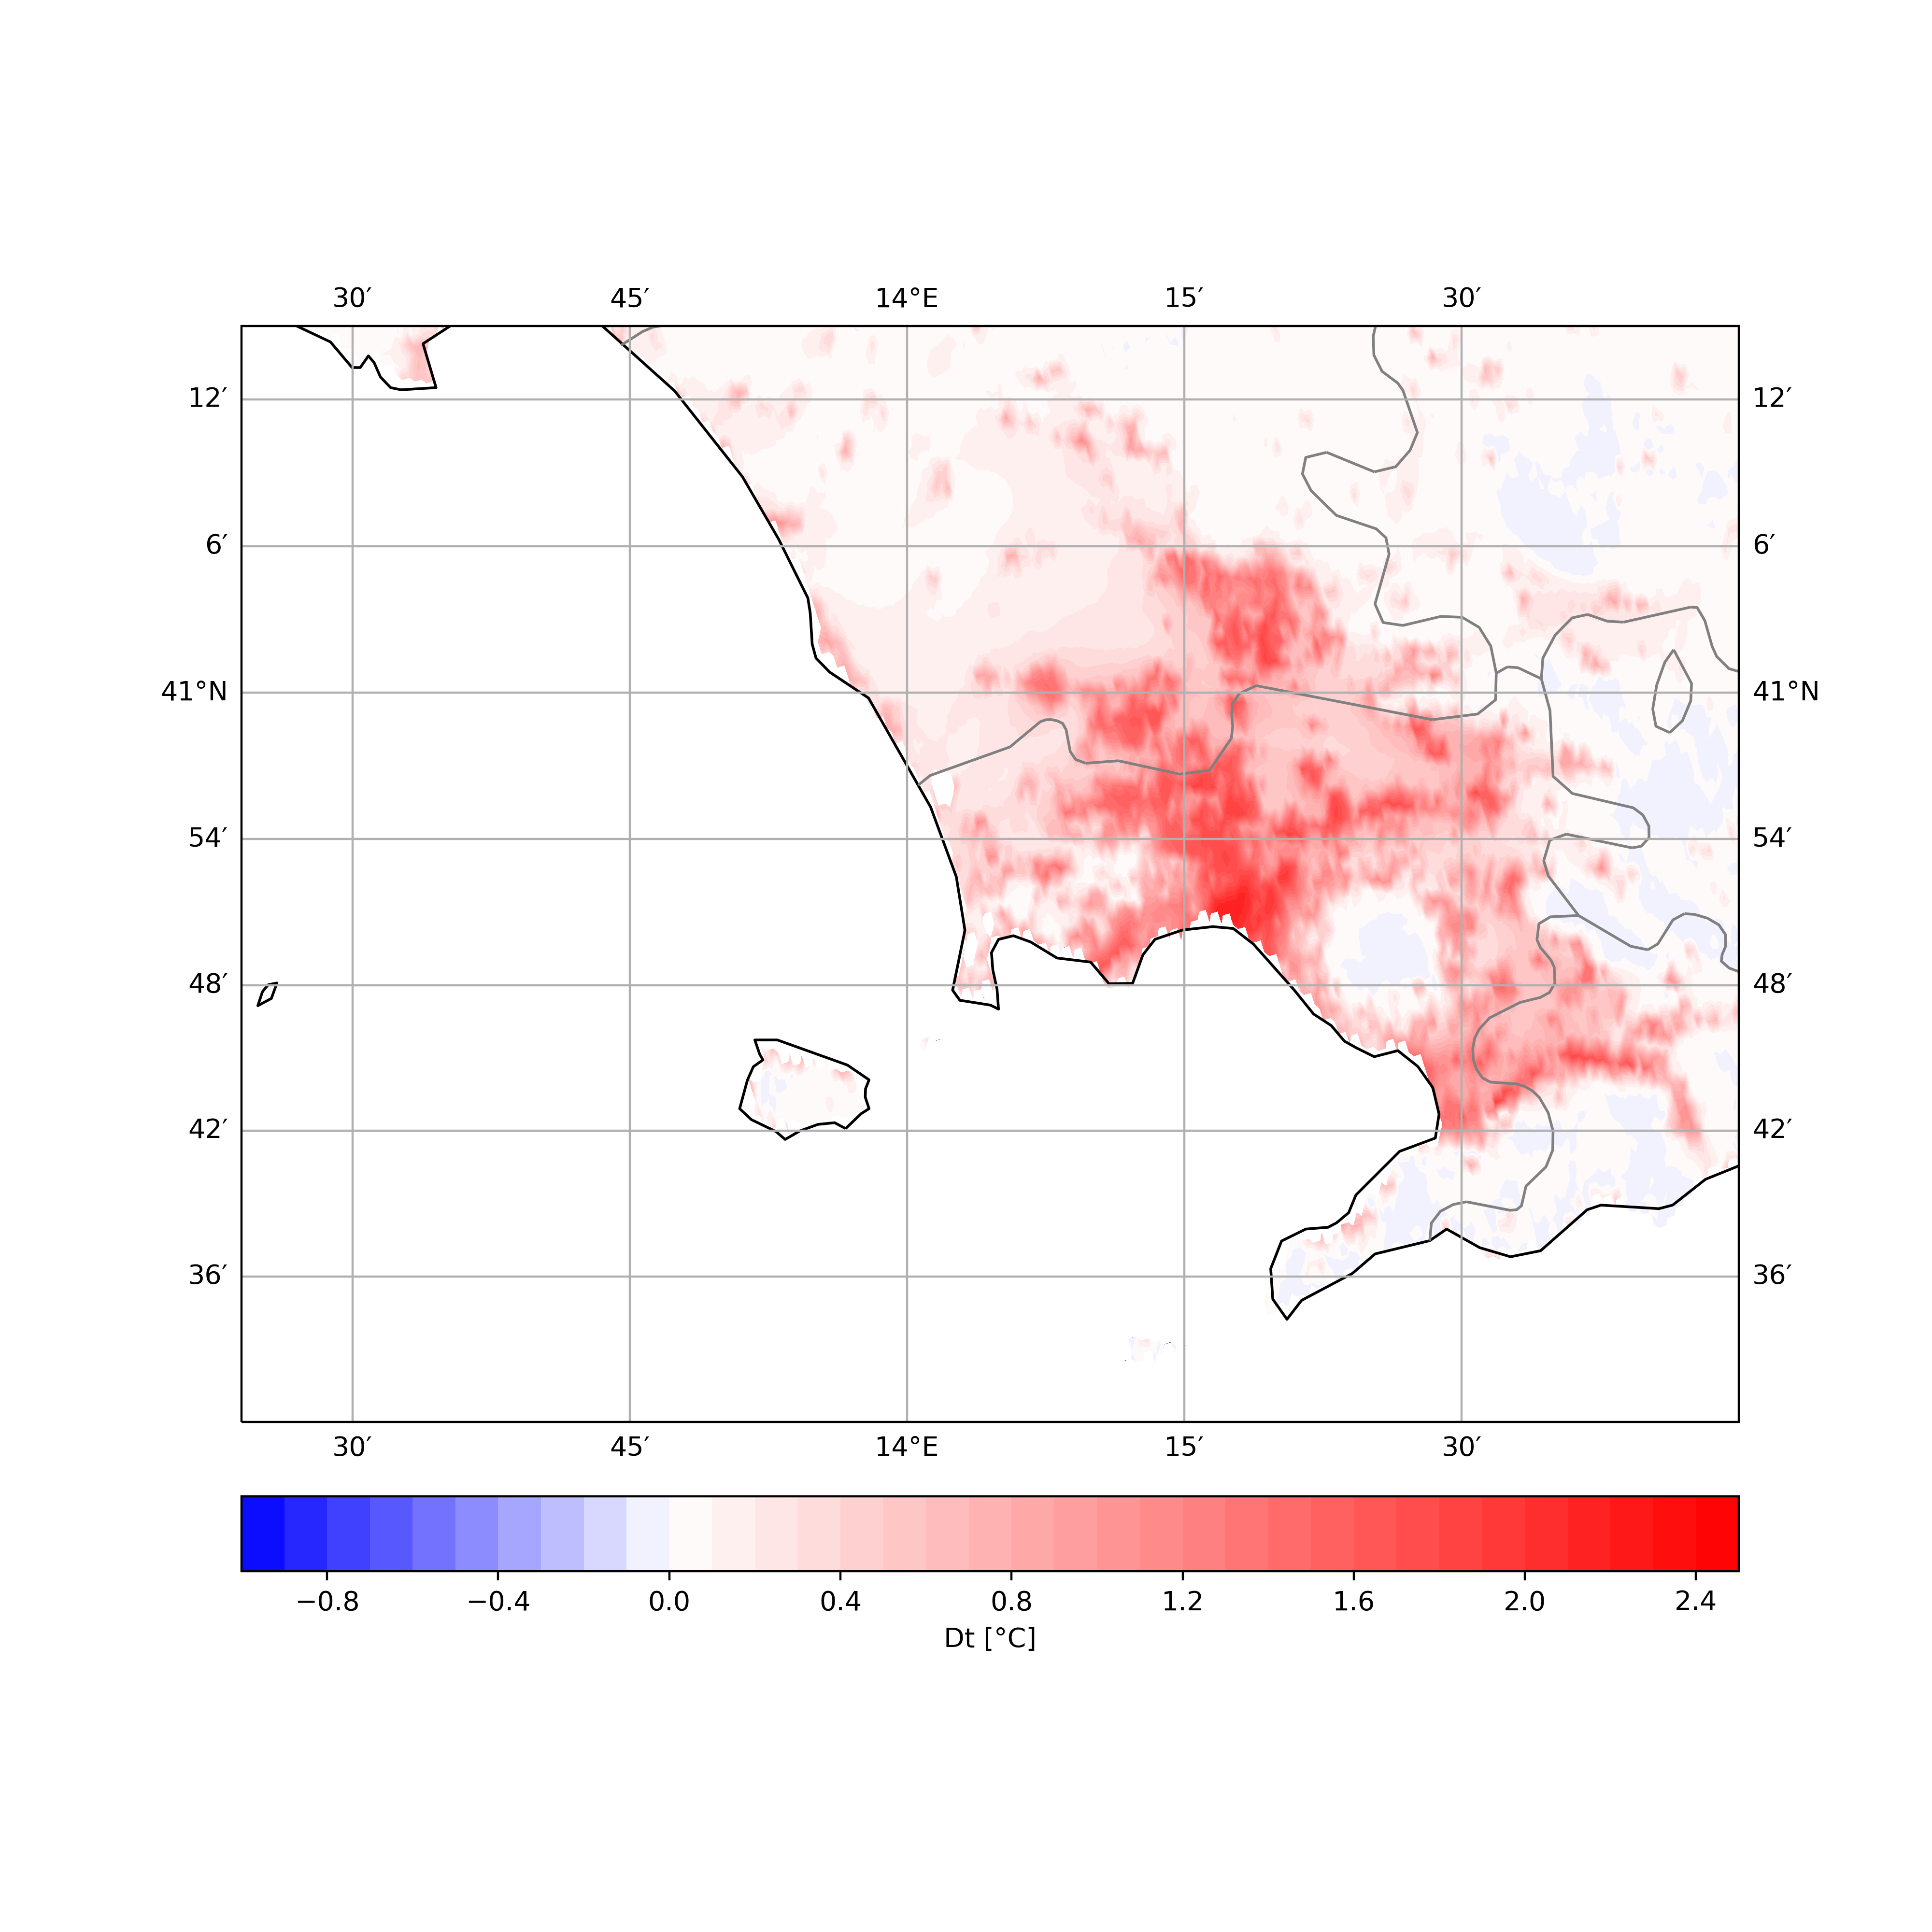 30′ 45′ 14°E 15′ 30′
12′ 12′
6′ 6′
41°N 41°N
54′ 54′
48′ 48′
42′ 42′
36′ 36′
30′ 45′ 14°E 15′ 30′
−0.8 −0.4 0.0 0.4 0.8 1.2 1.6 2.0 2.4
Dt [°C]